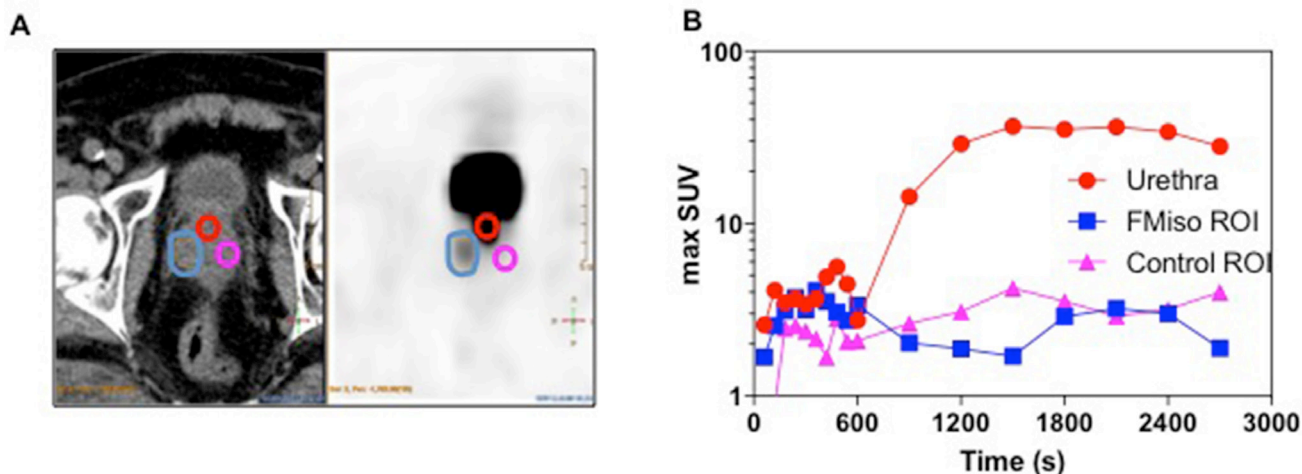 A
B
100
10
1
max SUV
Urethra
FMiso ROI
Control ROI
0
600
1200
1800
2400
3000
Time (s)